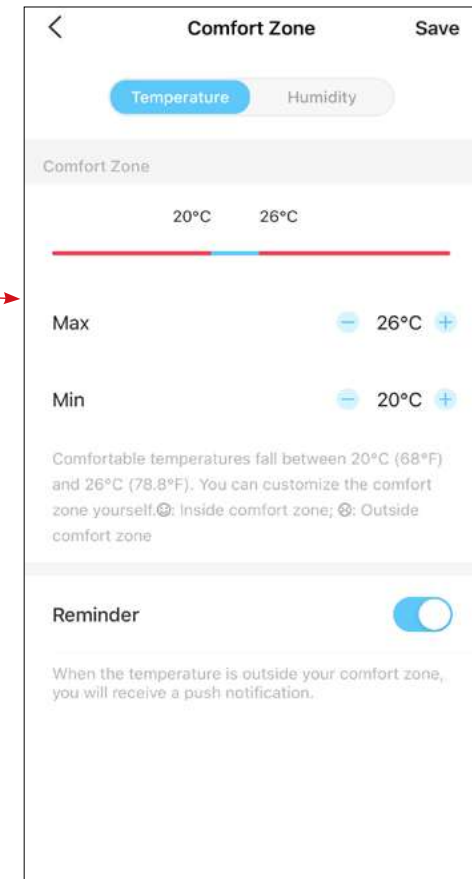 Comfort Zone Save
Temperature Humidity
Comfort Zone
20°C 26°C
Max − 26°C +
Min − 20°C +
Comfortable temperatures fall between 20°C (68°F)
and 26°C (78.8°F). You can customize the comfort
zone yourself.☺: Inside comfort zone; ☹: Outside
comfort zone
Reminder
When the temperature is outside your comfort zone,
you will receive a push notification.